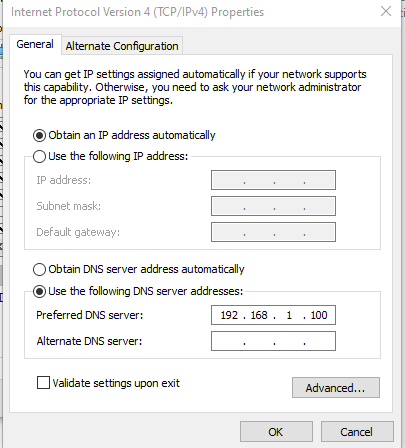 Internet Protocol Version 4 (TCP/IPv4) Properties
General
Alternate Configuration
You can get IP settings assigned automatically if your network supports
this capability. Otherwise, you need to ask your network administrator
for the appropriate IP settings.
Obtain an IP address automatically
Use the following IP address:
IP address:
. . .
Subnet mask:
. . .
Default gateway:
. . .
Obtain DNS server address automatically
Use the following DNS server addresses:
Preferred DNS server:
192 . 168 . 1 . 100
Alternate DNS server:
. . .
Validate settings upon exit
Advanced...
OK
Cancel